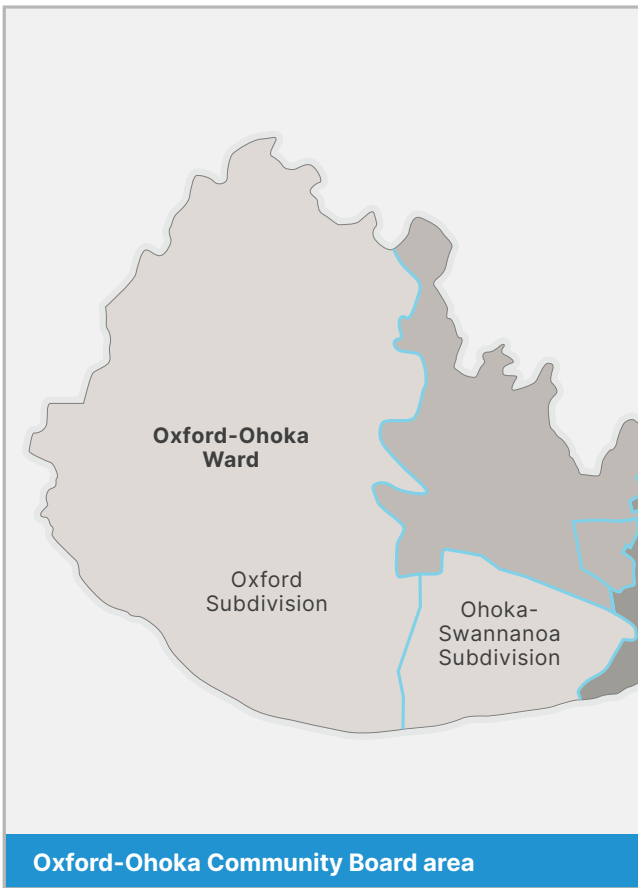 Oxford-Ohoka
Ward
Oxford
Subdivision
Ohoka-
Swannanoa
Subdivision
Oxford-Ohoka Community Board area